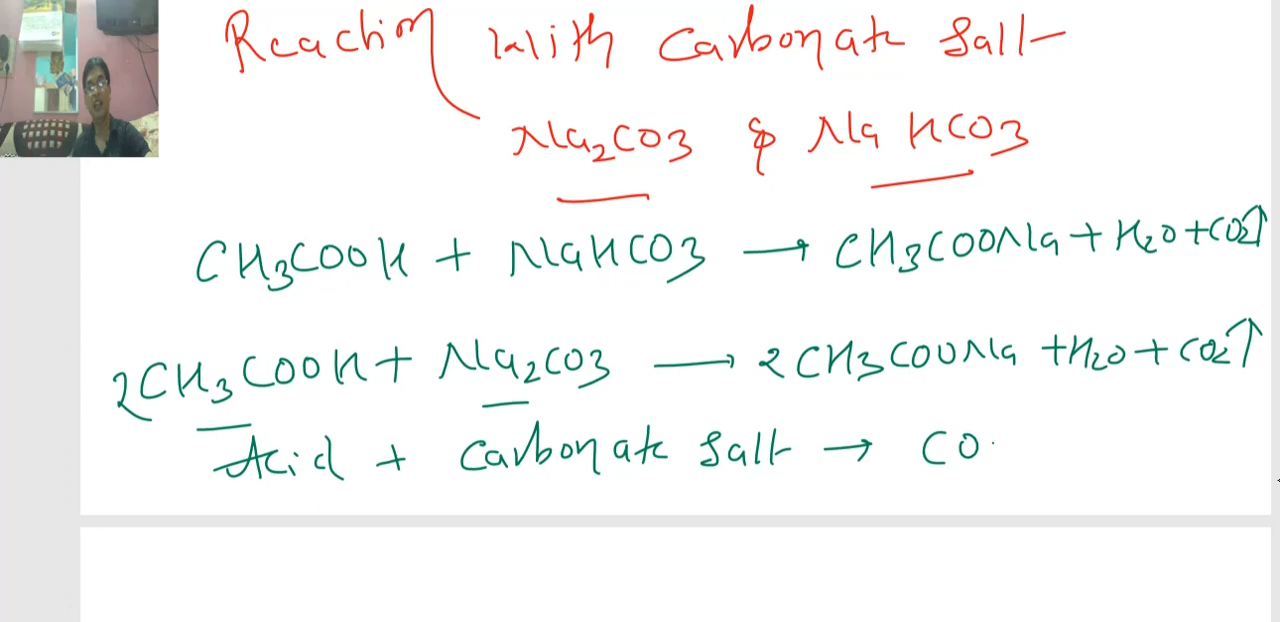 Reaction with Carbonate Salt
Na2CO3 & NaHCO3
CH3COOH + NaHCO3 → CH3COONa + H2O + CO2↑
2CH3COOH + Na2CO3 → 2CH3COONa + H2O + CO2↑
Acid + Carbonate Salt → CO